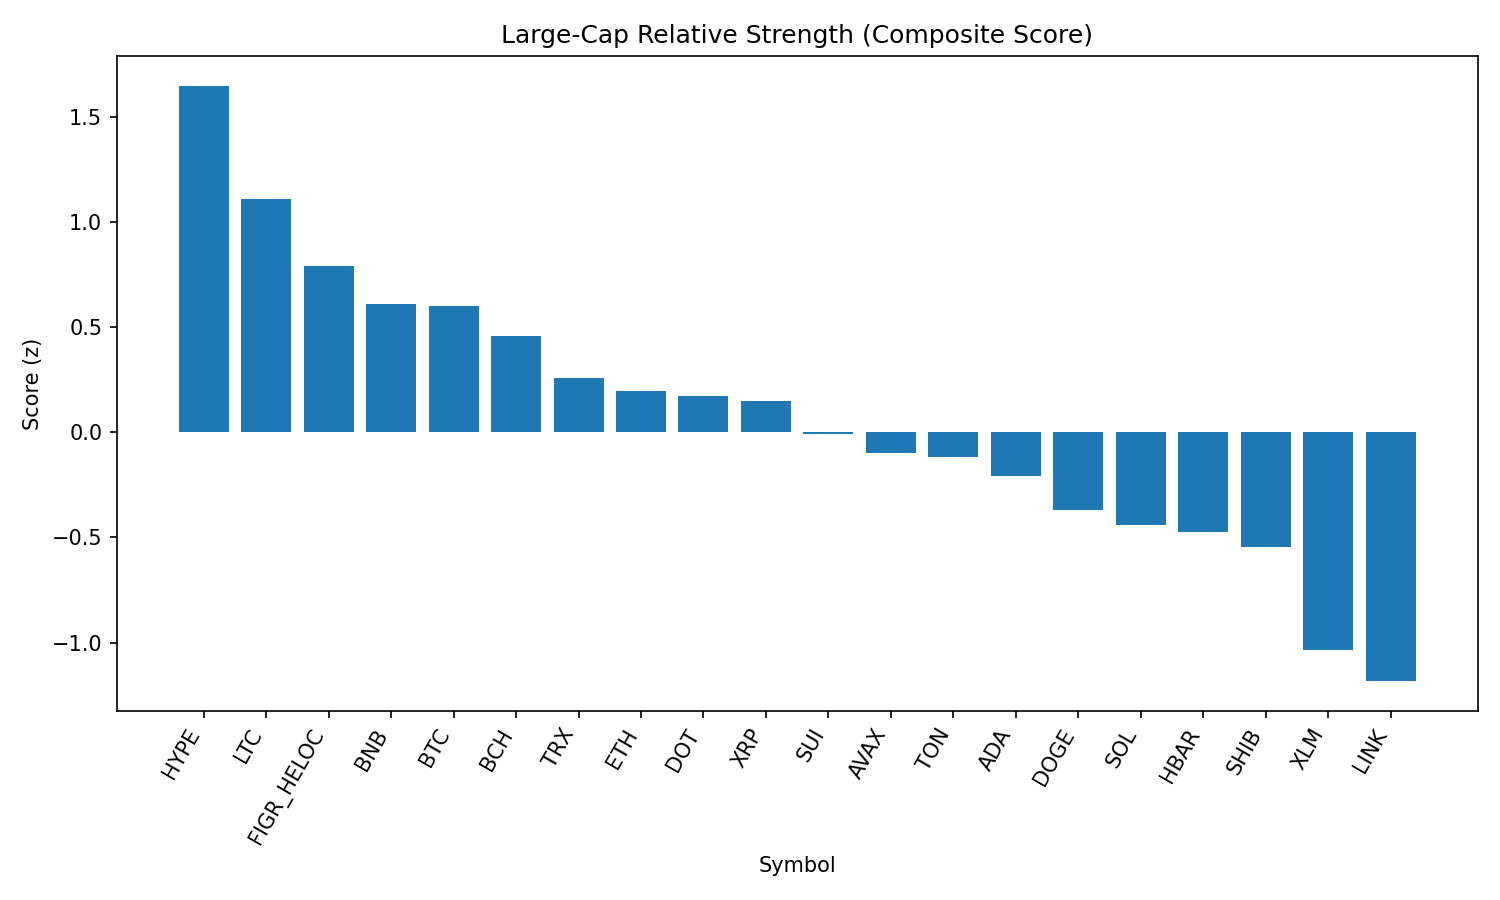 Large-Cap Relative Strength (Composite Score)
Score (z)
1.5
1.0
0.5
0.0
−0.5
−1.0
HYPE
LTC
FIGR_HELOC
BNB
BTC
BCH
TRX
ETH
DOT
XRP
SUI
AVAX
TON
ADA
DOGE
SOL
HBAR
SHIB
XLM
LINK
Symbol